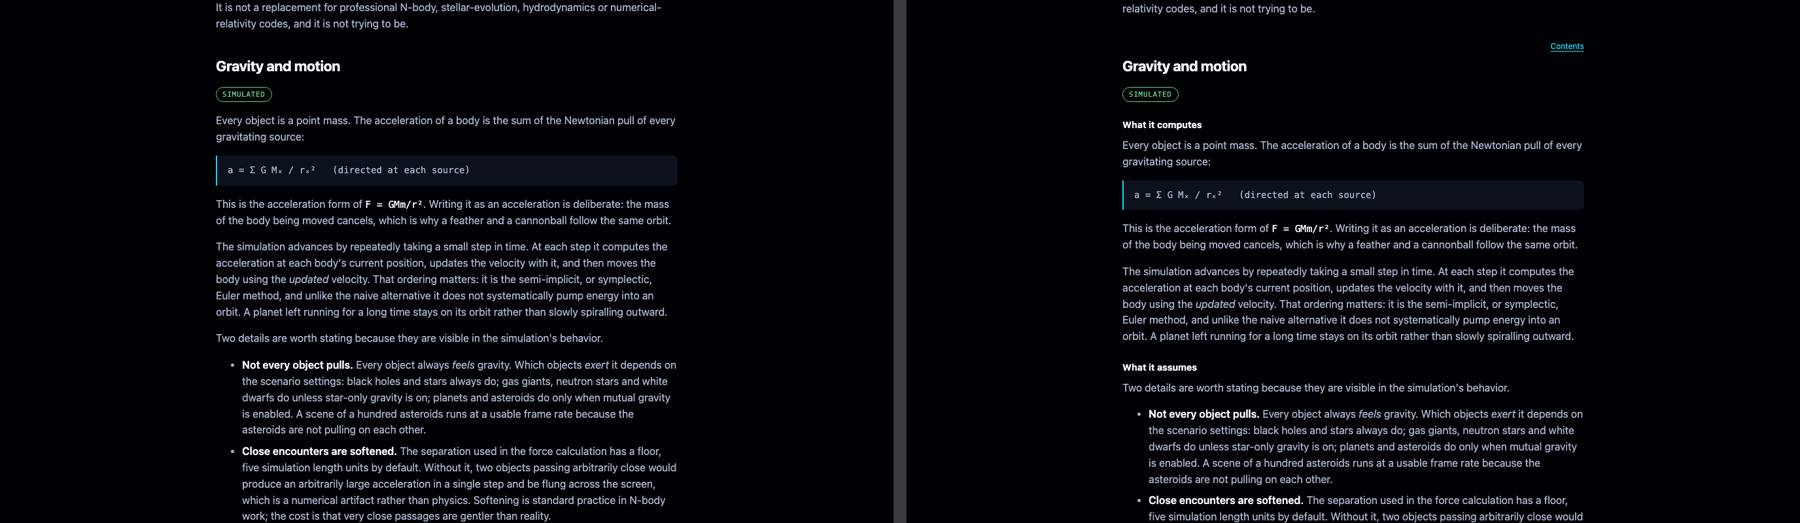 It is not a replacement for professional N-body, stellar-evolution, hydrodynamics or numerical-
relativity codes, and it is not trying to be.
Gravity and motion
SIMULATED
Every object is a point mass. The acceleration of a body is the sum of the Newtonian pull of every
gravitating source:
a = Σ G Mₖ / rₖ² (directed at each source)
This is the acceleration form of F = GMm/r². Writing it as an acceleration is deliberate: the mass
of the body being moved cancels, which is why a feather and a cannonball follow the same orbit.
The simulation advances by repeatedly taking a small step in time. At each step it computes the
acceleration at each body's current position, updates the velocity with it, and then moves the
body using the updated velocity. That ordering matters: it is the semi-implicit, or symplectic,
Euler method, and unlike the naive alternative it does not systematically pump energy into an
orbit. A planet left running for a long time stays on its orbit rather than slowly spiralling outward.
Two details are worth stating because they are visible in the simulation's behavior.
• Not every object pulls. Every object always feels gravity. Which objects exert it depends on
the scenario settings: black holes and stars always do; gas giants, neutron stars and white
dwarfs do unless star-only gravity is on; planets and asteroids do only when mutual gravity
is enabled. A scene of a hundred asteroids runs at a usable frame rate because the
asteroids are not pulling on each other.
• Close encounters are softened. The separation used in the force calculation has a floor,
five simulation length units by default. Without it, two objects passing arbitrarily close would
produce an arbitrarily large acceleration in a single step and be flung across the screen,
which is a numerical artifact rather than physics. Softening is standard practice in N-body
work; the cost is that very close passages are gentler than reality.
relativity codes, and it is not trying to be.
Contents
Gravity and motion
SIMULATED
What it computes
Every object is a point mass. The acceleration of a body is the sum of the Newtonian pull of every
gravitating source:
a = Σ G Mₖ / rₖ² (directed at each source)
This is the acceleration form of F = GMm/r². Writing it as an acceleration is deliberate: the mass
of the body being moved cancels, which is why a feather and a cannonball follow the same orbit.
The simulation advances by repeatedly taking a small step in time. At each step it computes the
acceleration at each body's current position, updates the velocity with it, and then moves the
body using the updated velocity. That ordering matters: it is the semi-implicit, or symplectic,
Euler method, and unlike the naive alternative it does not systematically pump energy into an
orbit. A planet left running for a long time stays on its orbit rather than slowly spiralling outward.
What it assumes
Two details are worth stating because they are visible in the simulation's behavior.
• Not every object pulls. Every object always feels gravity. Which objects exert it depends on
the scenario settings: black holes and stars always do; gas giants, neutron stars and white
dwarfs do unless star-only gravity is on; planets and asteroids do only when mutual gravity
is enabled. A scene of a hundred asteroids runs at a usable frame rate because the
asteroids are not pulling on each other.
• Close encounters are softened. The separation used in the force calculation has a floor,
five simulation length units by default. Without it, two objects passing arbitrarily close would